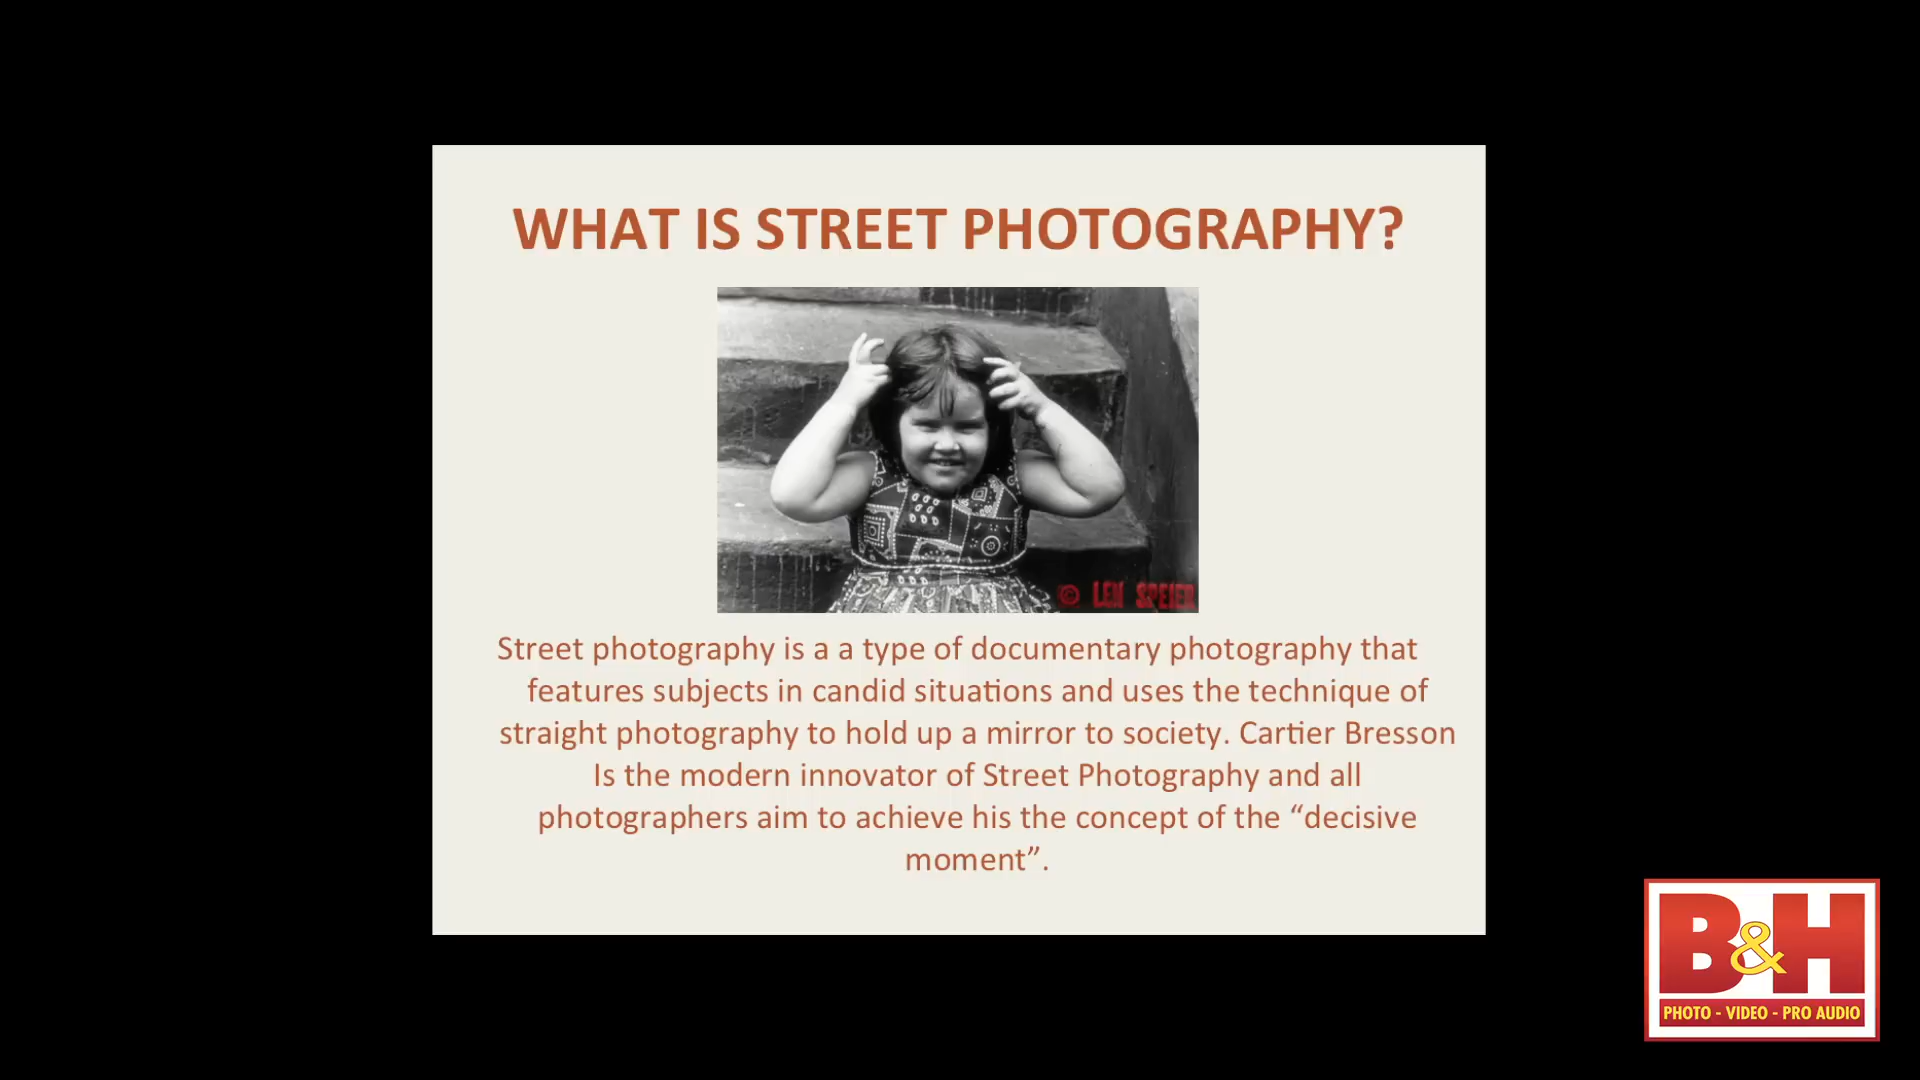 WHAT IS STREET PHOTOGRAPHY?
© LEN SPEIER
Street photography is a a type of documentary photography that
features subjects in candid situations and uses the technique of
straight photography to hold up a mirror to society. Cartier Bresson
Is the modern innovator of Street Photography and all
photographers aim to achieve his the concept of the “decisive
moment”.
B&H
PHOTO - VIDEO - PRO AUDIO